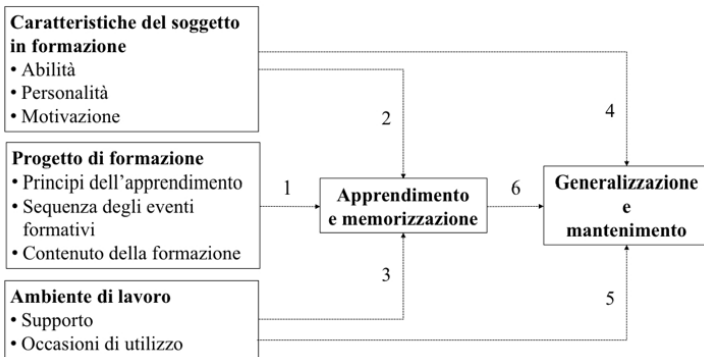 Caratteristiche del soggetto
in formazione
• Abilità
• Personalità
• Motivazione
2
4
Progetto di formazione
• Principi dell'apprendimento
• Sequenza degli eventi
formativi
• Contenuto della formazione
1
Apprendimento
e memorizzazione
6
Generalizzazione
e
mantenimento
3
5
Ambiente di lavoro
• Supporto
• Occasioni di utilizzo